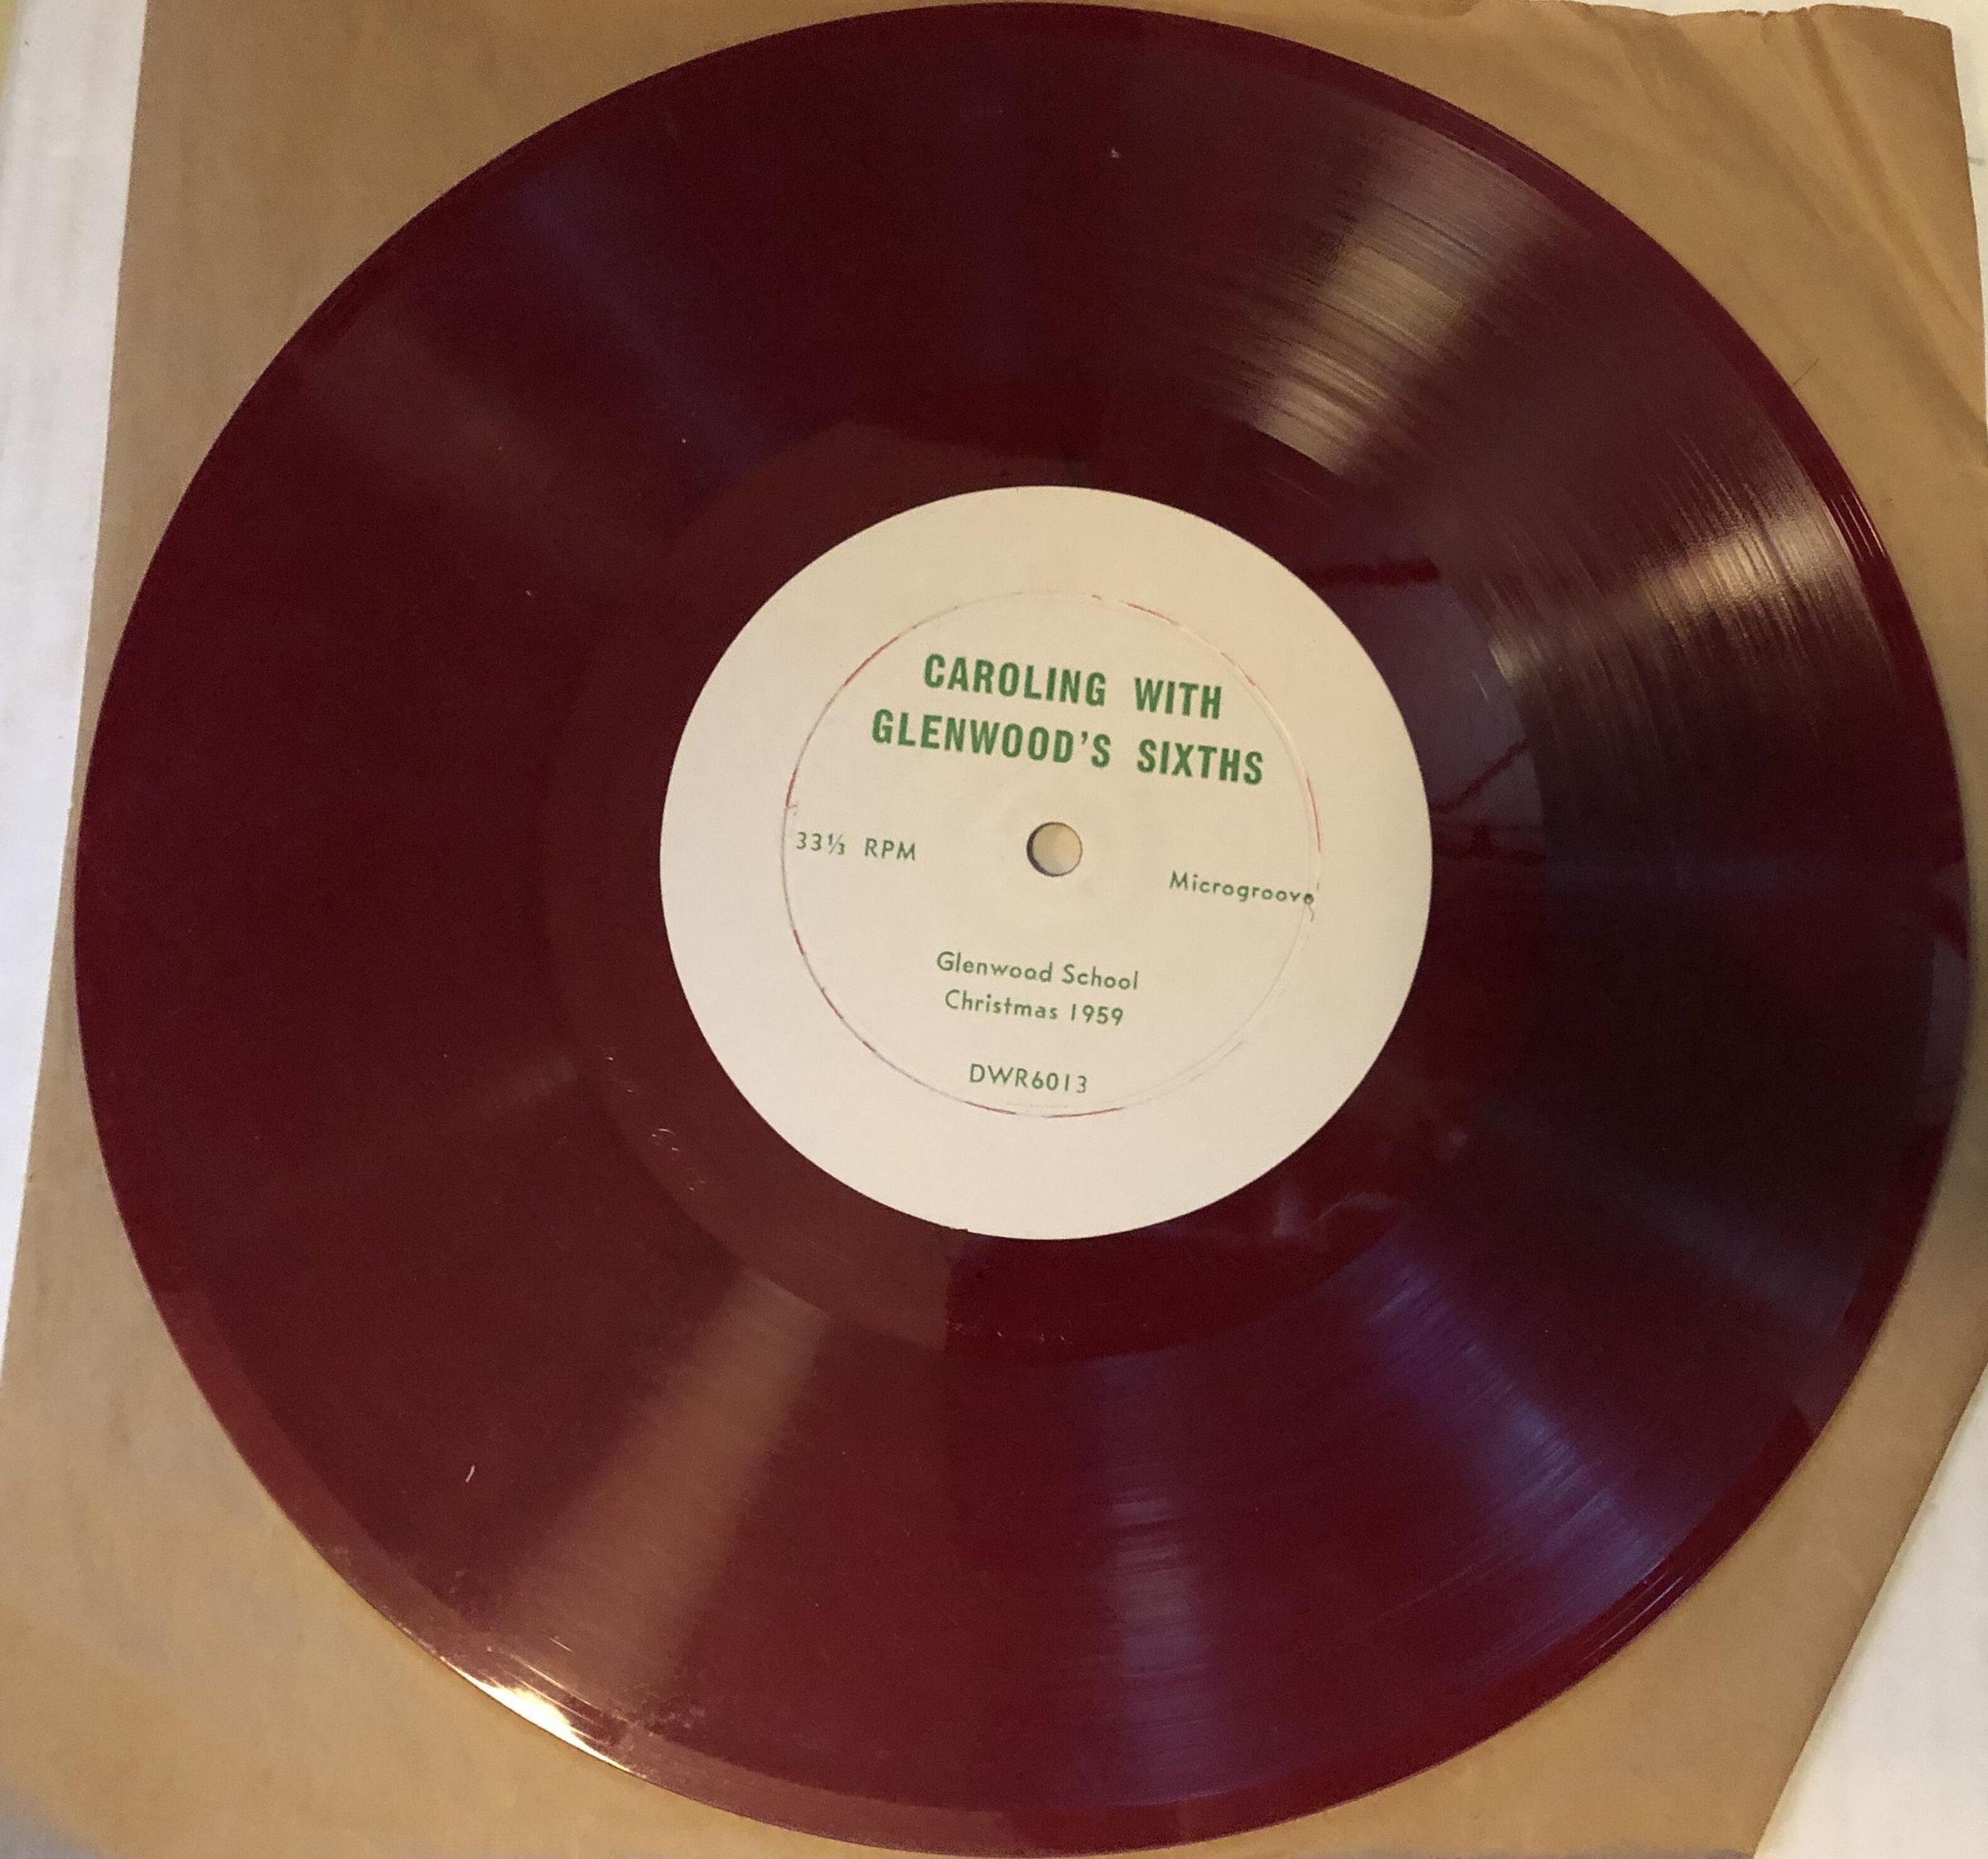 CAROLING WITH
GLENWOOD'S SIXTHS
33⅓ RPM
Microgroove
Glenwood School
Christmas 1959
DWR6013